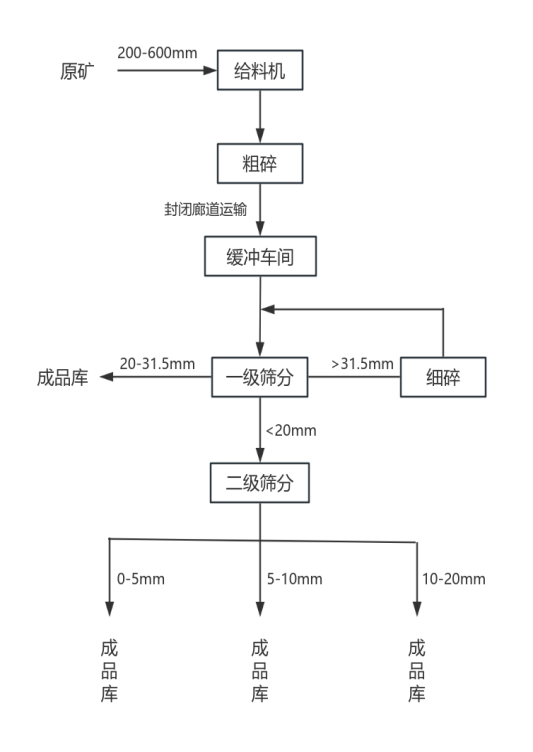 200-600mm
原矿
给料机
粗碎
封闭廊道运输
缓冲车间
20-31.5mm
>31.5mm
成品库
一级筛分
细碎
<20mm
二级筛分
0-5mm
5-10mm
10-20mm
成品库
成品库
成品库